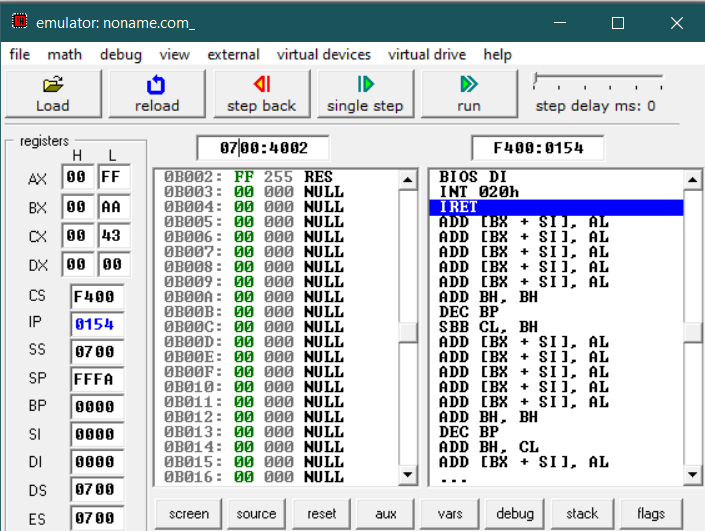 emulator: noname.com_
file math debug view external virtual devices virtual drive help
Load reload step back single step run step delay ms: 0
registers
H L
0700:4002 F400:0154
AX 00 FF
BX 00 AA
CX 00 43
DX 00 00
CS F400
IP 0154
SS 0700
SP FFFA
BP 0000
SI 0000
DI 0000
DS 0700
ES 0700
0B002: FF 255 RES
0B003: 00 000 NULL
0B004: 00 000 NULL
0B005: 00 000 NULL
0B006: 00 000 NULL
0B007: 00 000 NULL
0B008: 00 000 NULL
0B009: 00 000 NULL
0B00A: 00 000 NULL
0B00B: 00 000 NULL
0B00C: 00 000 NULL
0B00D: 00 000 NULL
0B00E: 00 000 NULL
0B00F: 00 000 NULL
0B010: 00 000 NULL
0B011: 00 000 NULL
0B012: 00 000 NULL
0B013: 00 000 NULL
0B014: 00 000 NULL
0B015: 00 000 NULL
0B016: 00 000 NULL
BIOS DI
INT 020h
IRET
ADD [BX + SI], AL
ADD [BX + SI], AL
ADD [BX + SI], AL
ADD [BX + SI], AL
ADD [BX + SI], AL
ADD BH, BH
DEC BP
SBB CL, BH
ADD [BX + SI], AL
ADD [BX + SI], AL
ADD [BX + SI], AL
ADD [BX + SI], AL
ADD [BX + SI], AL
ADD BH, BH
DEC BP
ADD BH, CL
ADD [BX + SI], AL
...
screen source reset aux vars debug stack flags